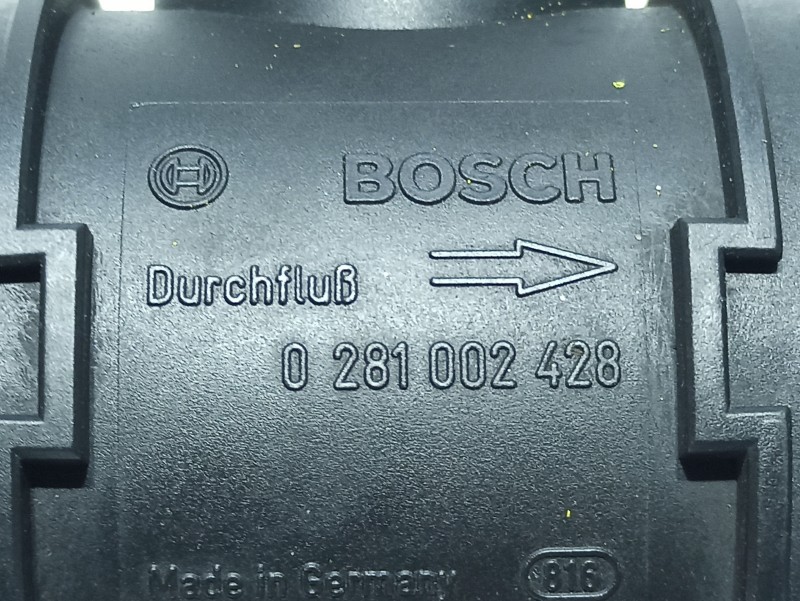 BOSCH
Durchfluß
0 281 002 428
Made in Germany 816